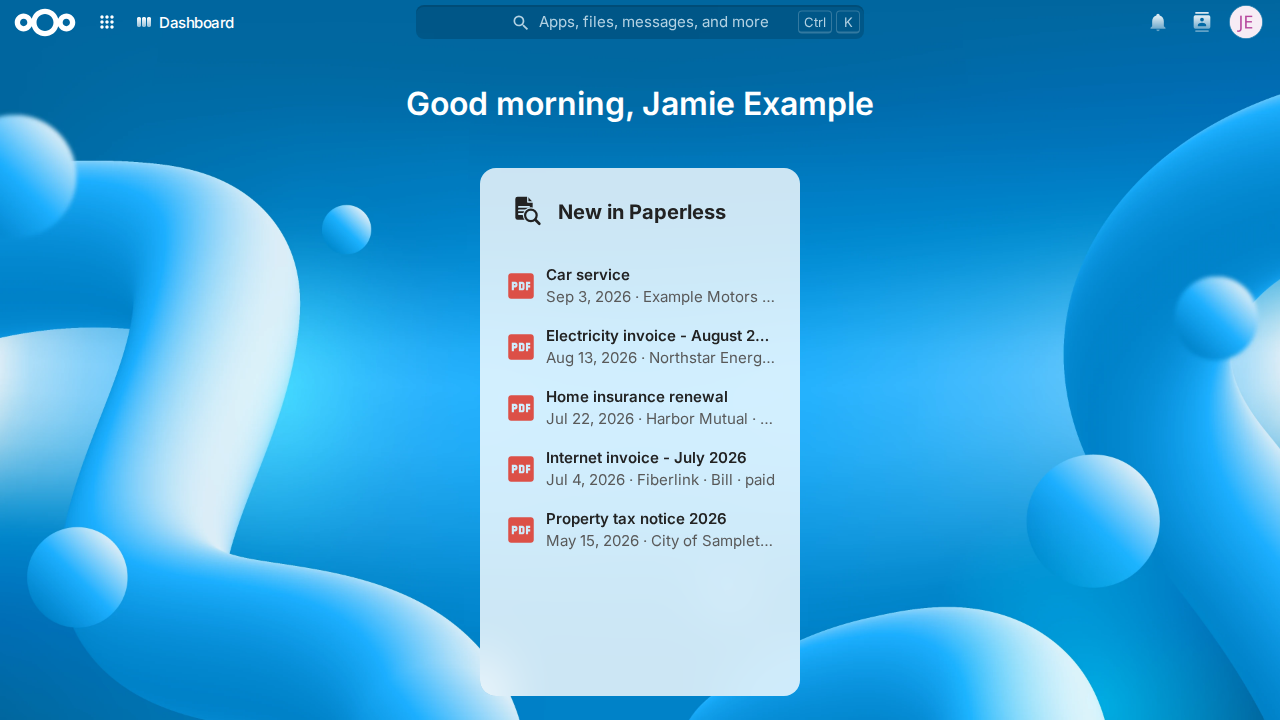 Dashboard
Apps, files, messages, and more
Ctrl K
JE
Good morning, Jamie Example
New in Paperless
PDF
Car service
Sep 3, 2026 · Example Motors ...
PDF
Electricity invoice - August 2...
Aug 13, 2026 · Northstar Energ...
PDF
Home insurance renewal
Jul 22, 2026 · Harbor Mutual · ...
PDF
Internet invoice - July 2026
Jul 4, 2026 · Fiberlink · Bill · paid
PDF
Property tax notice 2026
May 15, 2026 · City of Samplet...